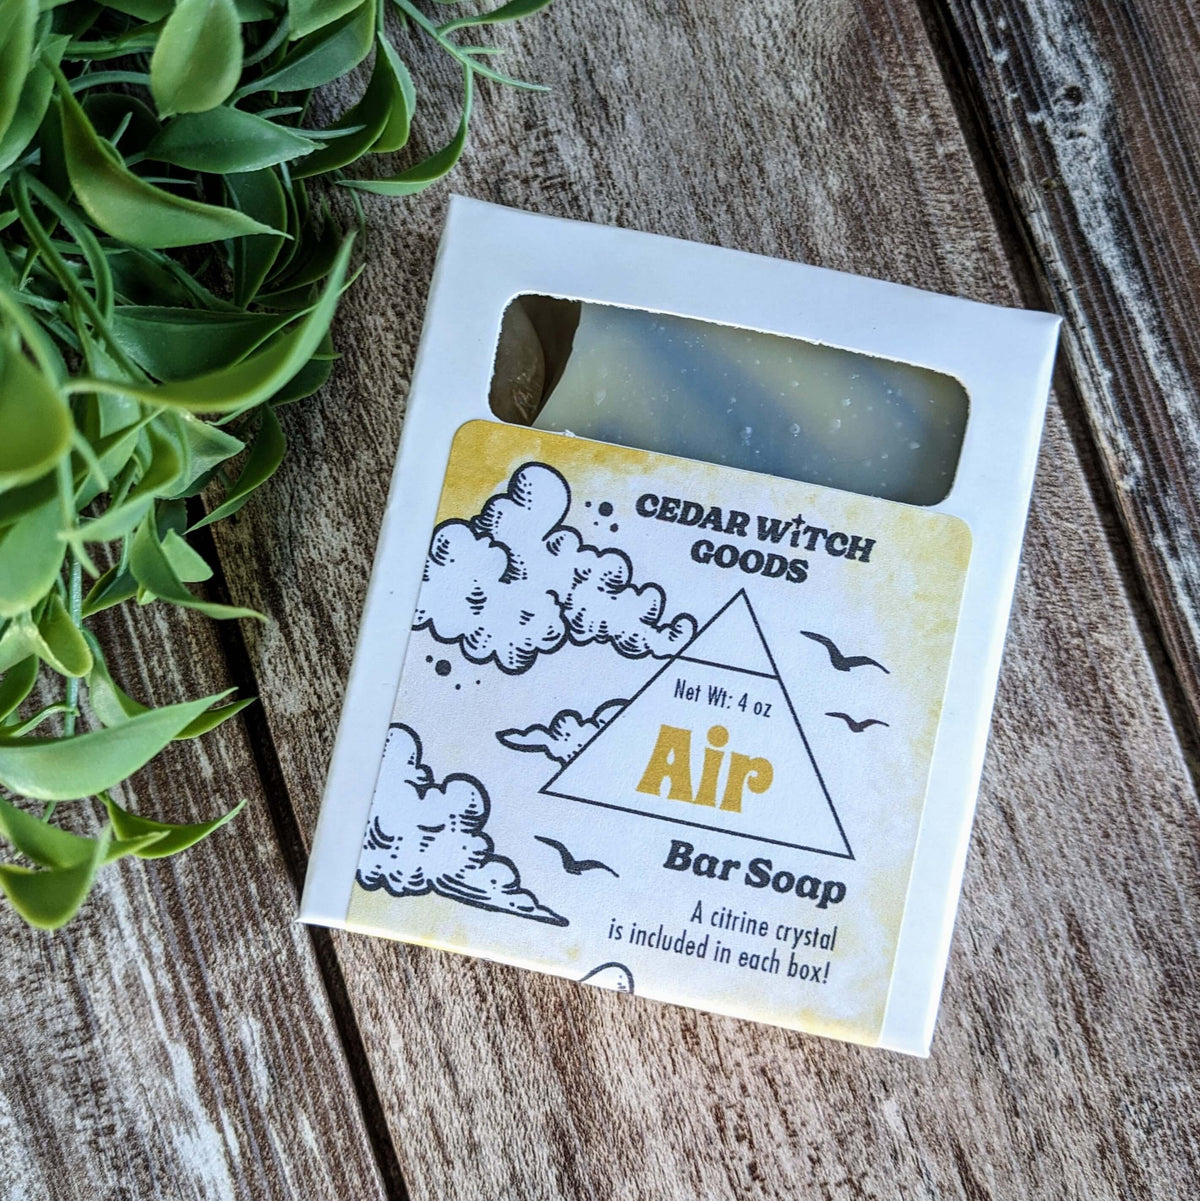 CEDAR WiTCH
GOODS
Net Wt: 4 oz
Air
Bar Soap
A citrine crystal
is included in each box!